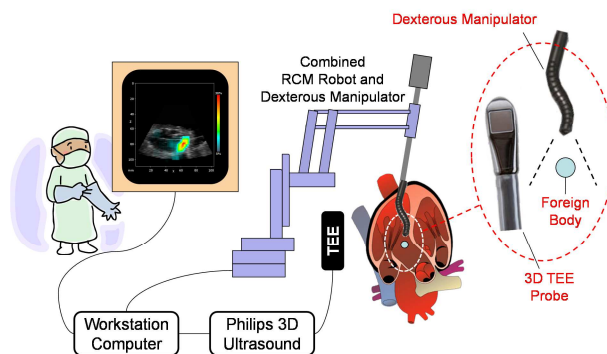 Dexterous
Manipulator
Combined
RCM Robot and
Dexterous Manipulator
TEE
Foreign
Body
3D TEE
Probe
Workstation
Computer
Philips 3D
Ultrasound